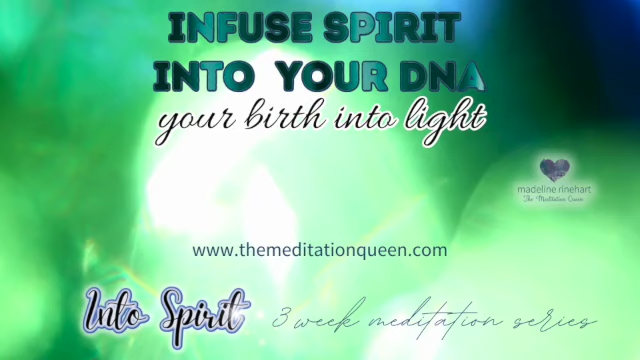 INFUSE SPIRIT
INTO YOUR DNA
your birth into light
madeline rinehart
The Meditation Queen
www.themeditationqueen.com
Into Spirit
3 week meditation series